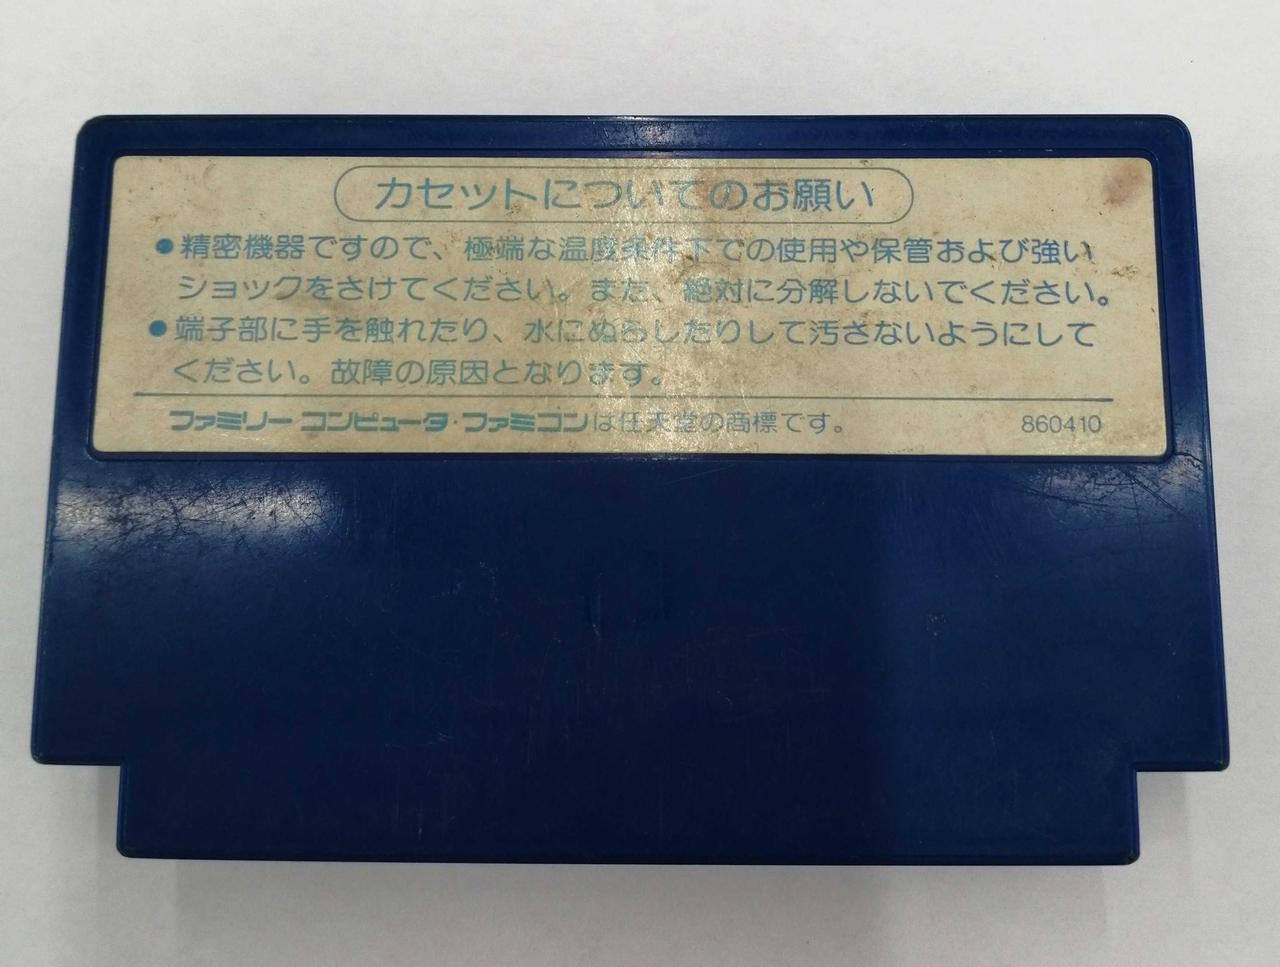 カセットについてのお願い
●精密機器ですので、極端な温度条件下での使用や保管および強い
ショックをさけてください。また、絶対に分解しないでください。
●端子部に手を触れたり、水にぬらしたりして汚さないようにして
ください。故障の原因となります。
ファミリー コンピュータ・ファミコンは任天堂の商標です。 860410